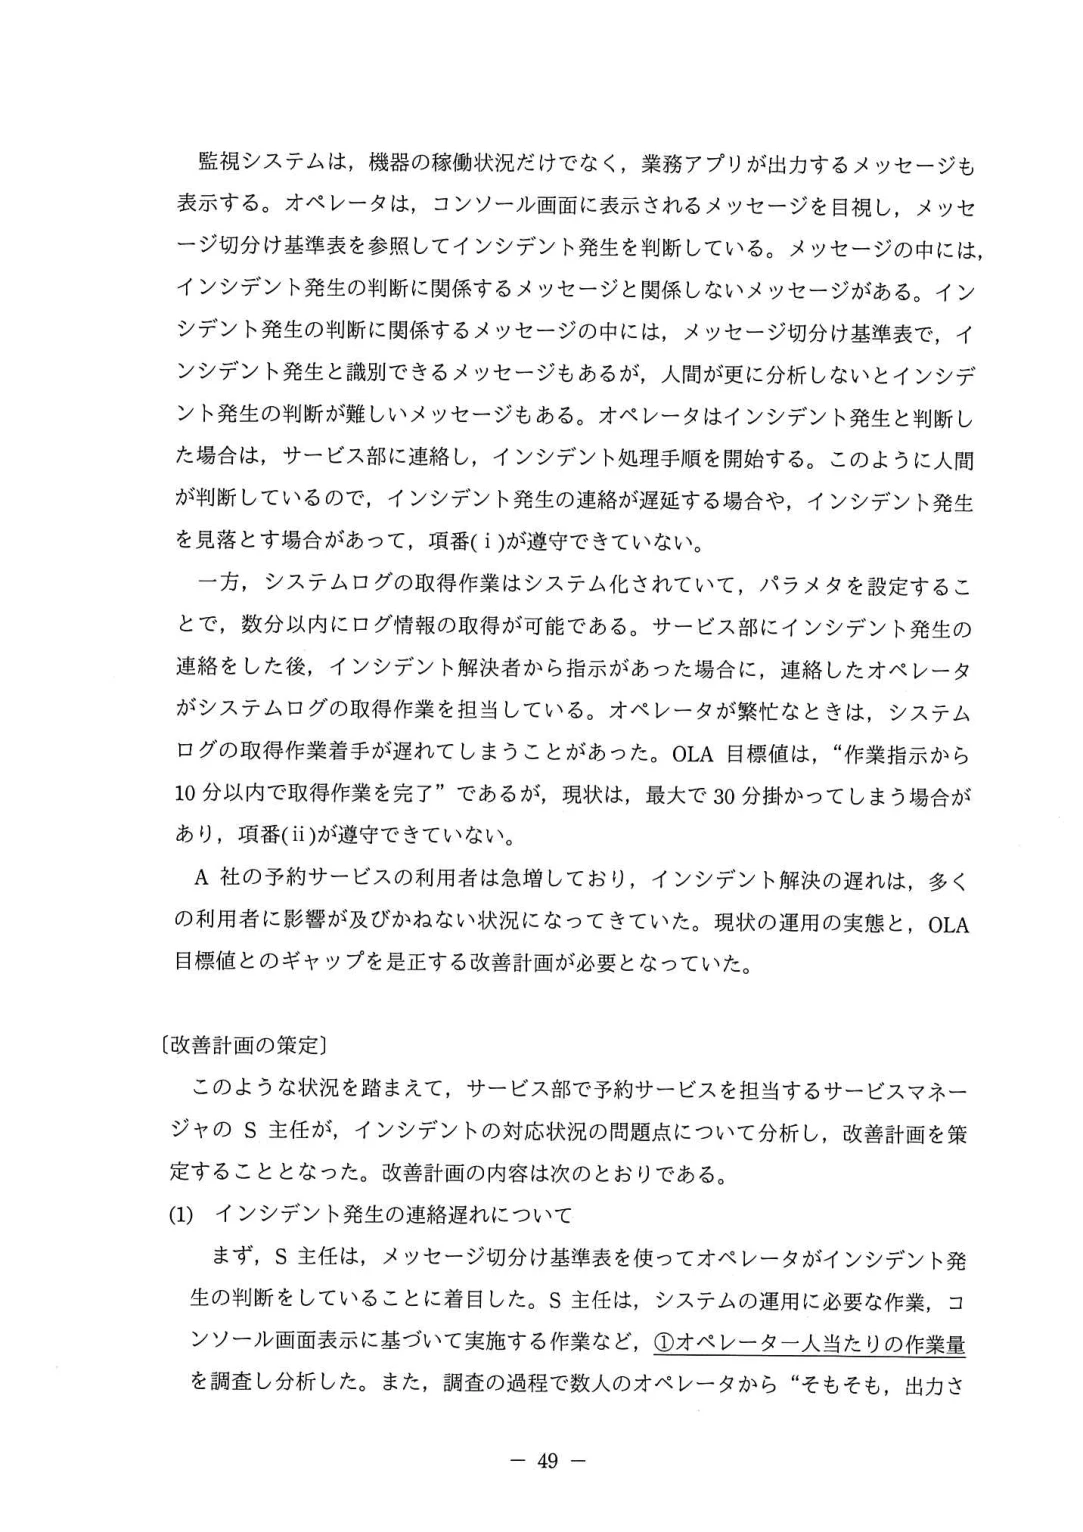 監視システムは，機器の稼働状況だけでなく，業務アプリが出力するメッセージも
表示する。オペレータは，コンソール画面に表示されるメッセージを目視し，メッセ
ージ切分け基準表を参照してインシデント発生を判断している。メッセージの中には，
インシデント発生の判断に関係するメッセージと関係しないメッセージがある。イン
シデント発生の判断に関係するメッセージの中には，メッセージ切分け基準表で，イ
ンシデント発生と識別できるメッセージもあるが，人間が更に分析しないとインシデ
ント発生の判断が難しいメッセージもある。オペレータはインシデント発生と判断し
た場合は，サービス部に連絡し，インシデント処理手順を開始する。このように人間
が判断しているので，インシデント発生の連絡が遅延する場合や，インシデント発生
を見落とす場合があって，項番(ⅰ)が遵守できていない。
一方，システムログの取得作業はシステム化されていて，パラメタを設定するこ
とで，数分以内にログ情報の取得が可能である。サービス部にインシデント発生の
連絡をした後，インシデント解決者から指示があった場合に，連絡したオペレータ
がシステムログの取得作業を担当している。オペレータが繁忙なときは，システム
ログの取得作業着手が遅れてしまうことがあった。OLA 目標値は，“作業指示から
10 分以内で取得作業を完了”であるが，現状は，最大で 30 分掛かってしまう場合が
あり，項番(ⅱ)が遵守できていない。
A 社の予約サービスの利用者は急増しており，インシデント解決の遅れは，多く
の利用者に影響が及びかねない状況になってきていた。現状の運用の実態と，OLA
目標値とのギャップを是正する改善計画が必要となっていた。
〔改善計画の策定〕
このような状況を踏まえて，サービス部で予約サービスを担当するサービスマネー
ジャの S 主任が，インシデントの対応状況の問題点について分析し，改善計画を策
定することとなった。改善計画の内容は次のとおりである。
(1) インシデント発生の連絡遅れについて
まず，S 主任は，メッセージ切分け基準表を使ってオペレータがインシデント発
生の判断をしていることに着目した。S 主任は，システムの運用に必要な作業，コ
ンソール画面表示に基づいて実施する作業など，①オペレーター人当たりの作業量
を調査し分析した。また，調査の過程で数人のオペレータから“そもそも，出力さ
― 49 ―